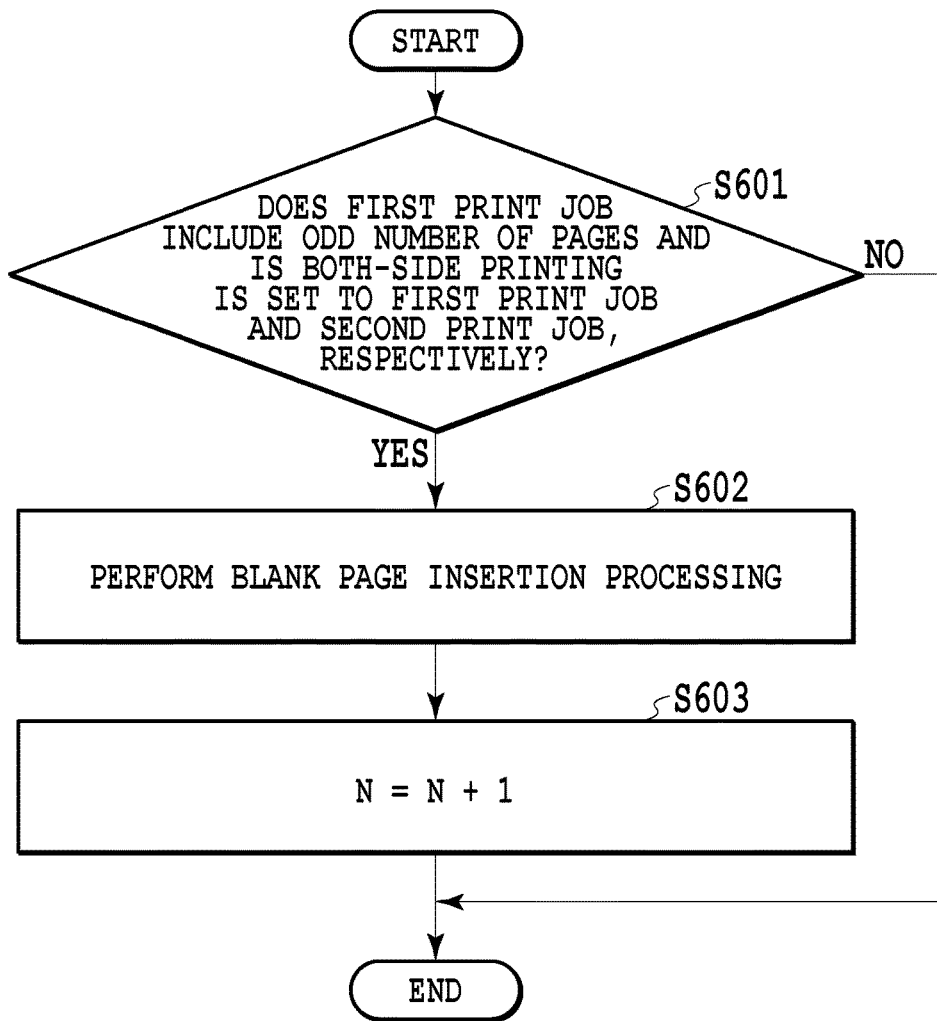 START
S601
DOES FIRST PRINT JOB
INCLUDE ODD NUMBER OF PAGES AND
IS BOTH-SIDE PRINTING
IS SET TO FIRST PRINT JOB
AND SECOND PRINT JOB,
RESPECTIVELY?
NO
YES
S602
PERFORM BLANK PAGE INSERTION PROCESSING
S603
N = N + 1
END